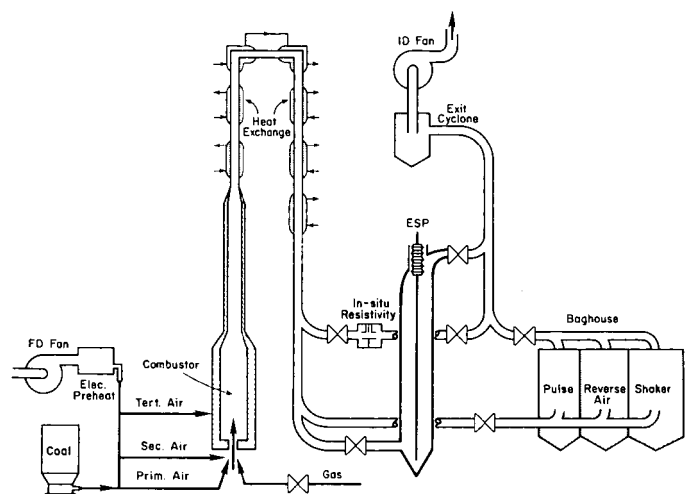 ID Fan
Exit
Cyclone
Heat
Exchange
ESP
In-situ
Resistivity
Baghouse
FD Fan
Elec.
Preheat
Combustor
Pulse
Reverse
Air
Shaker
Tert. Air
Coal
Sec. Air
Prim. Air
Gas